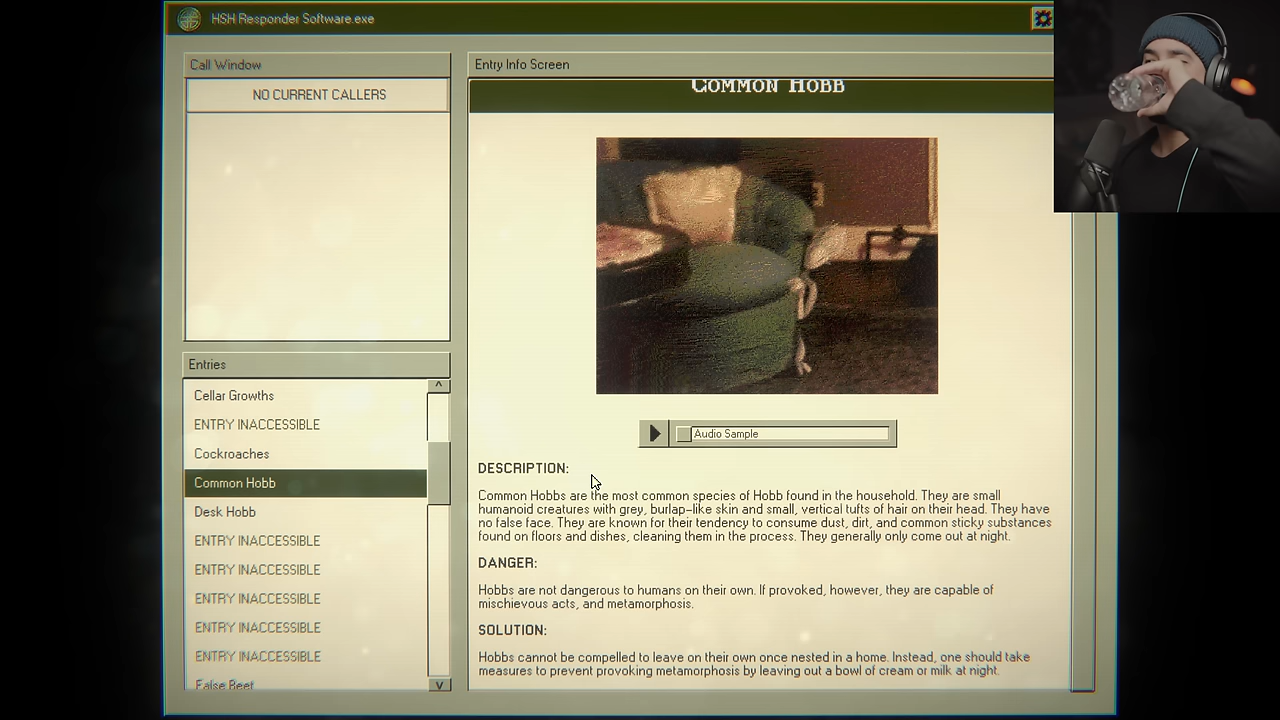 HSH Responder Software.exe
Call Window
NO CURRENT CALLERS
Entries
Cellar Growths
ENTRY INACCESSIBLE
Cockroaches
Common Hobb
Desk Hobb
ENTRY INACCESSIBLE
ENTRY INACCESSIBLE
ENTRY INACCESSIBLE
ENTRY INACCESSIBLE
ENTRY INACCESSIBLE
False Beet
Entry Info Screen
COMMON HOBB
Audio Sample
DESCRIPTION:
Common Hobbs are the most common species of Hobb found in the household. They are small
humanoid creatures with grey, burlap-like skin and small, vertical tufts of hair on their head. They have
no false face. They are known for their tendency to consume dust, dirt, and common sticky substances
found on floors and dishes, cleaning them in the process. They generally only come out at night.
DANGER:
Hobbs are not dangerous to humans on their own. If provoked, however, they are capable of
mischievous acts, and metamorphosis.
SOLUTION:
Hobbs cannot be compelled to leave on their own once nested in a home. Instead, one should take
measures to prevent provoking metamorphosis by leaving out a bowl of cream or milk at night.